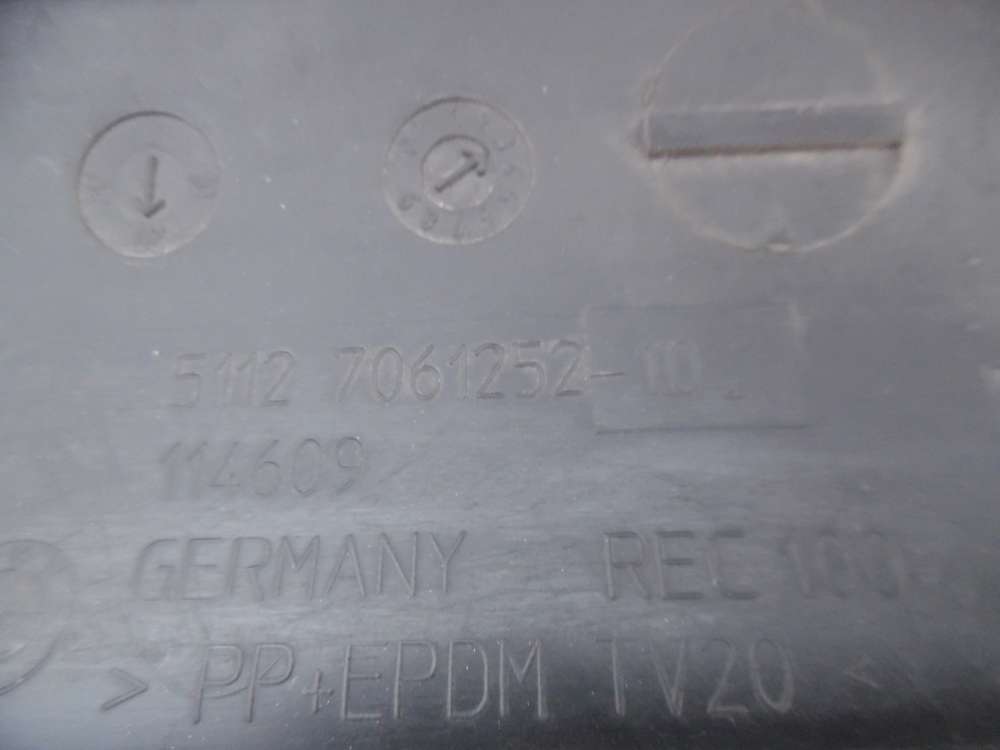 5112 7061252-10
114609
GERMANY REC 100
> PP+EPDM TV20 <